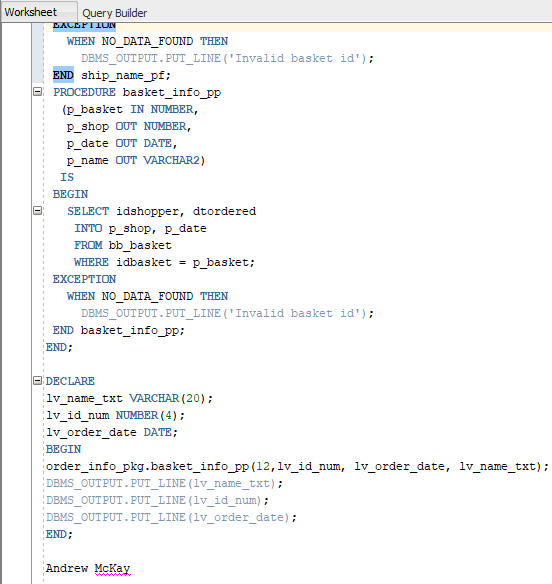 Worksheet Query Builder
EXCEPTION
WHEN NO_DATA_FOUND THEN
DBMS_OUTPUT.PUT_LINE('Invalid basket id');
END ship_name_pf;
PROCEDURE basket_info_pp
(p_basket IN NUMBER,
p_shop OUT NUMBER,
p_date OUT DATE,
p_name OUT VARCHAR2)
IS
BEGIN
SELECT idshopper, dtordered
INTO p_shop, p_date
FROM bb_basket
WHERE idbasket = p_basket;
EXCEPTION
WHEN NO_DATA_FOUND THEN
DBMS_OUTPUT.PUT_LINE('Invalid basket id');
END basket_info_pp;
END;
DECLARE
lv_name_txt VARCHAR(20);
lv_id_num NUMBER(4);
lv_order_date DATE;
BEGIN
order_info_pkg.basket_info_pp(12,lv_id_num, lv_order_date, lv_name_txt);
DBMS_OUTPUT.PUT_LINE(lv_name_txt);
DBMS_OUTPUT.PUT_LINE(lv_id_num);
DBMS_OUTPUT.PUT_LINE(lv_order_date);
END;
Andrew McKay